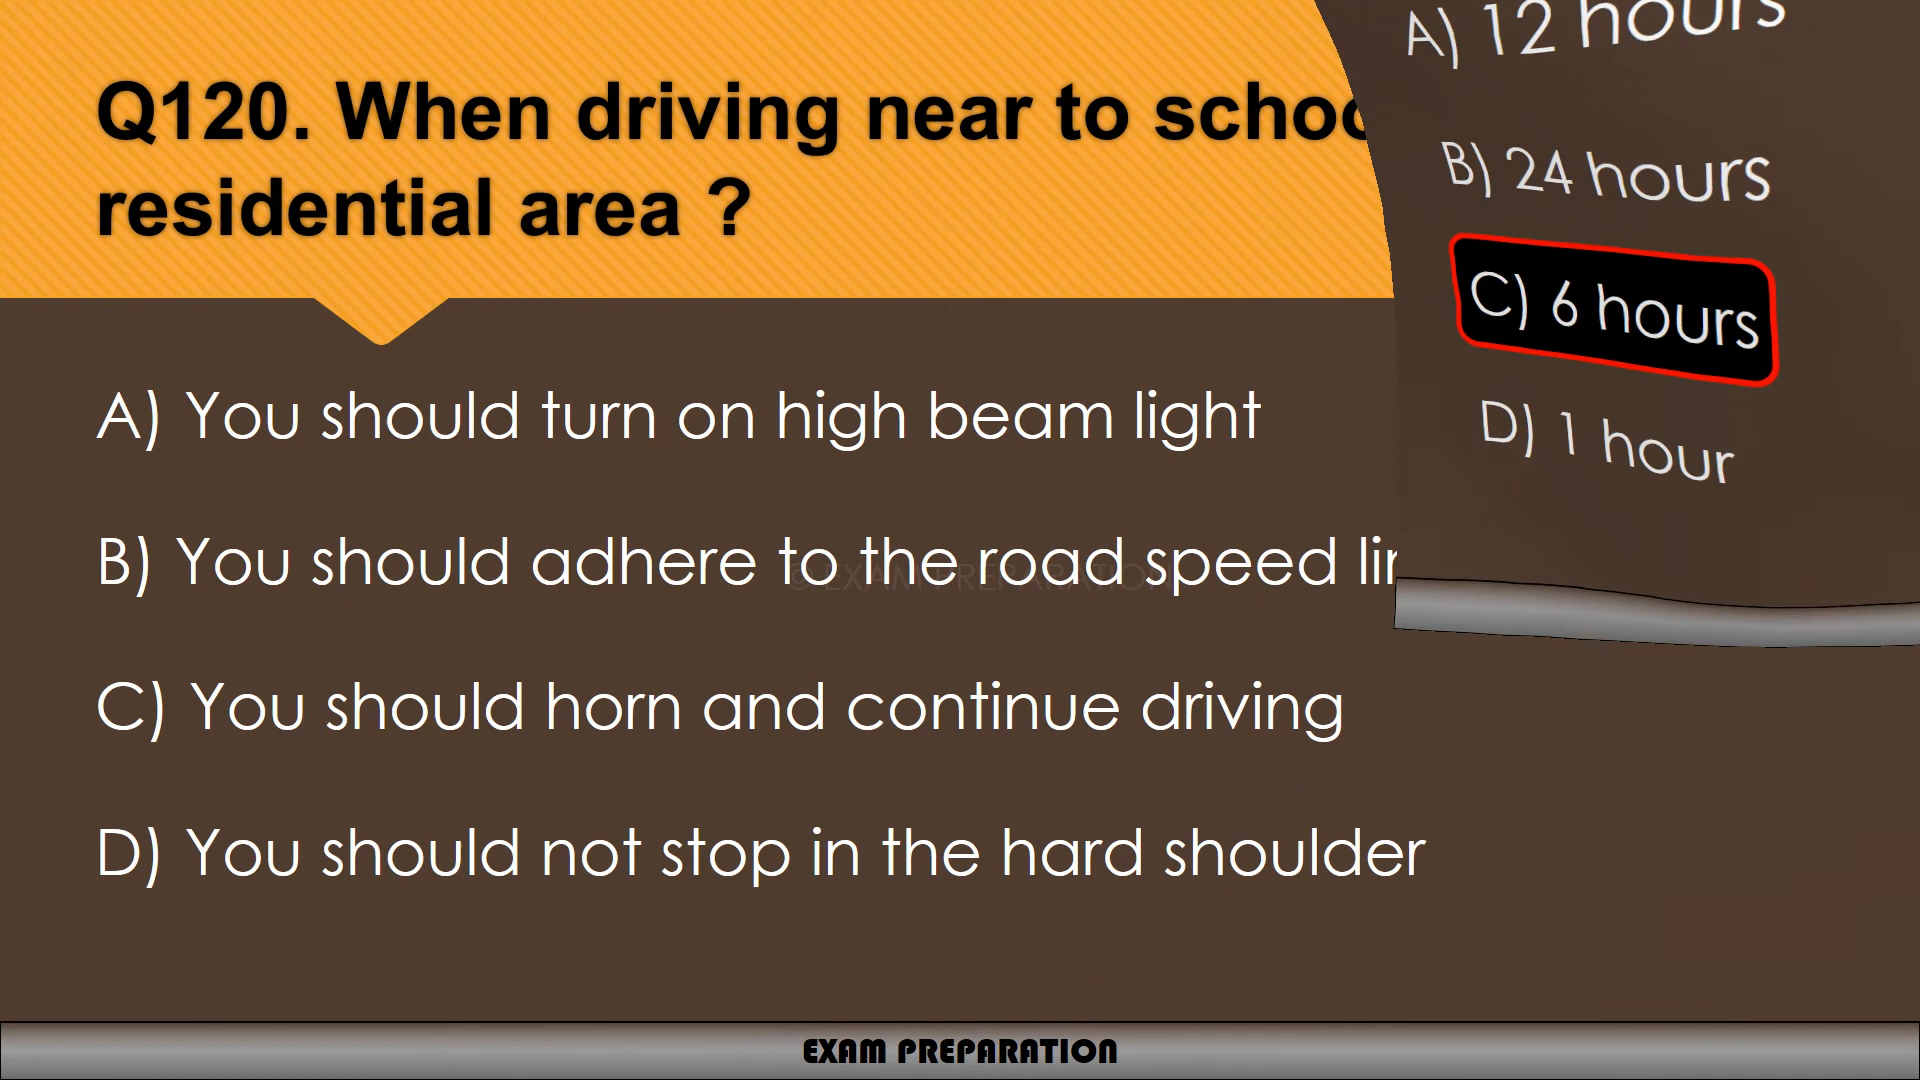 Q120. When driving near to
residential area ?
A) You should turn on high beam light
B) You should adhere to the road speed
C) You should horn and continue driving
D) You should not stop in the hard shoulder
A) 12 hours
B) 24 hours
C) 6 hours
D) 1 hour
© EXAM PREPARATION
EXAM PREPARATION